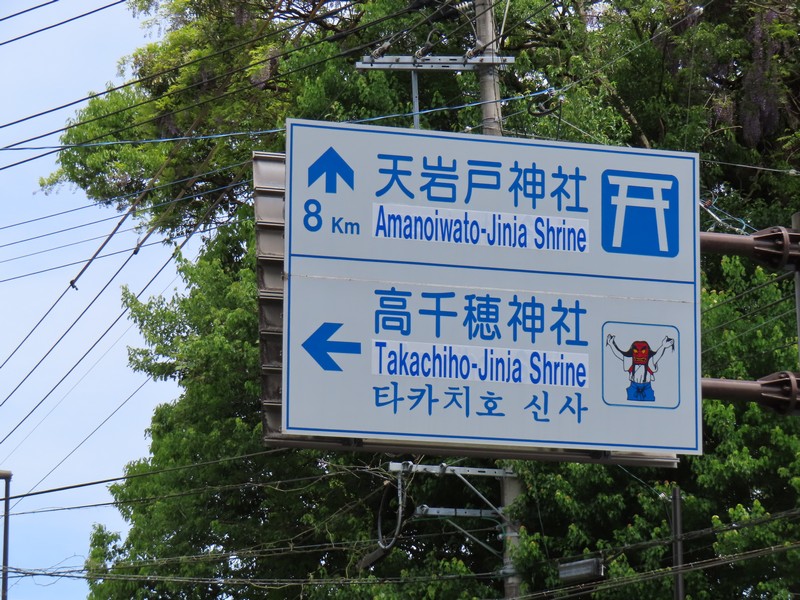 天岩戸神社
8 Km
Amanoiwato-Jinja Shrine
高千穂神社
Takachiho-Jinja Shrine
타카치호 신사